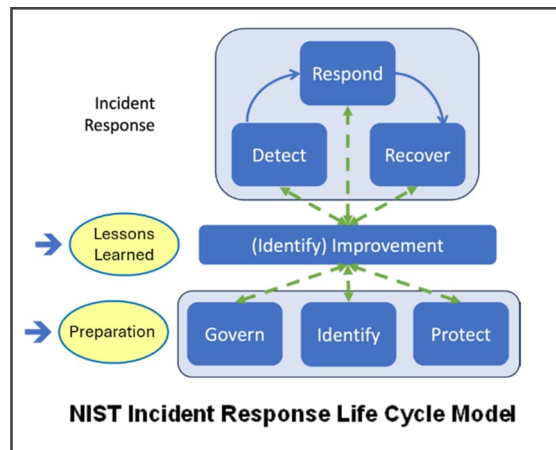 Respond
Incident
Response
Detect
Recover
Lessons
Learned
(Identify) Improvement
Preparation
Govern
Identify
Protect
NIST Incident Response Life Cycle Model